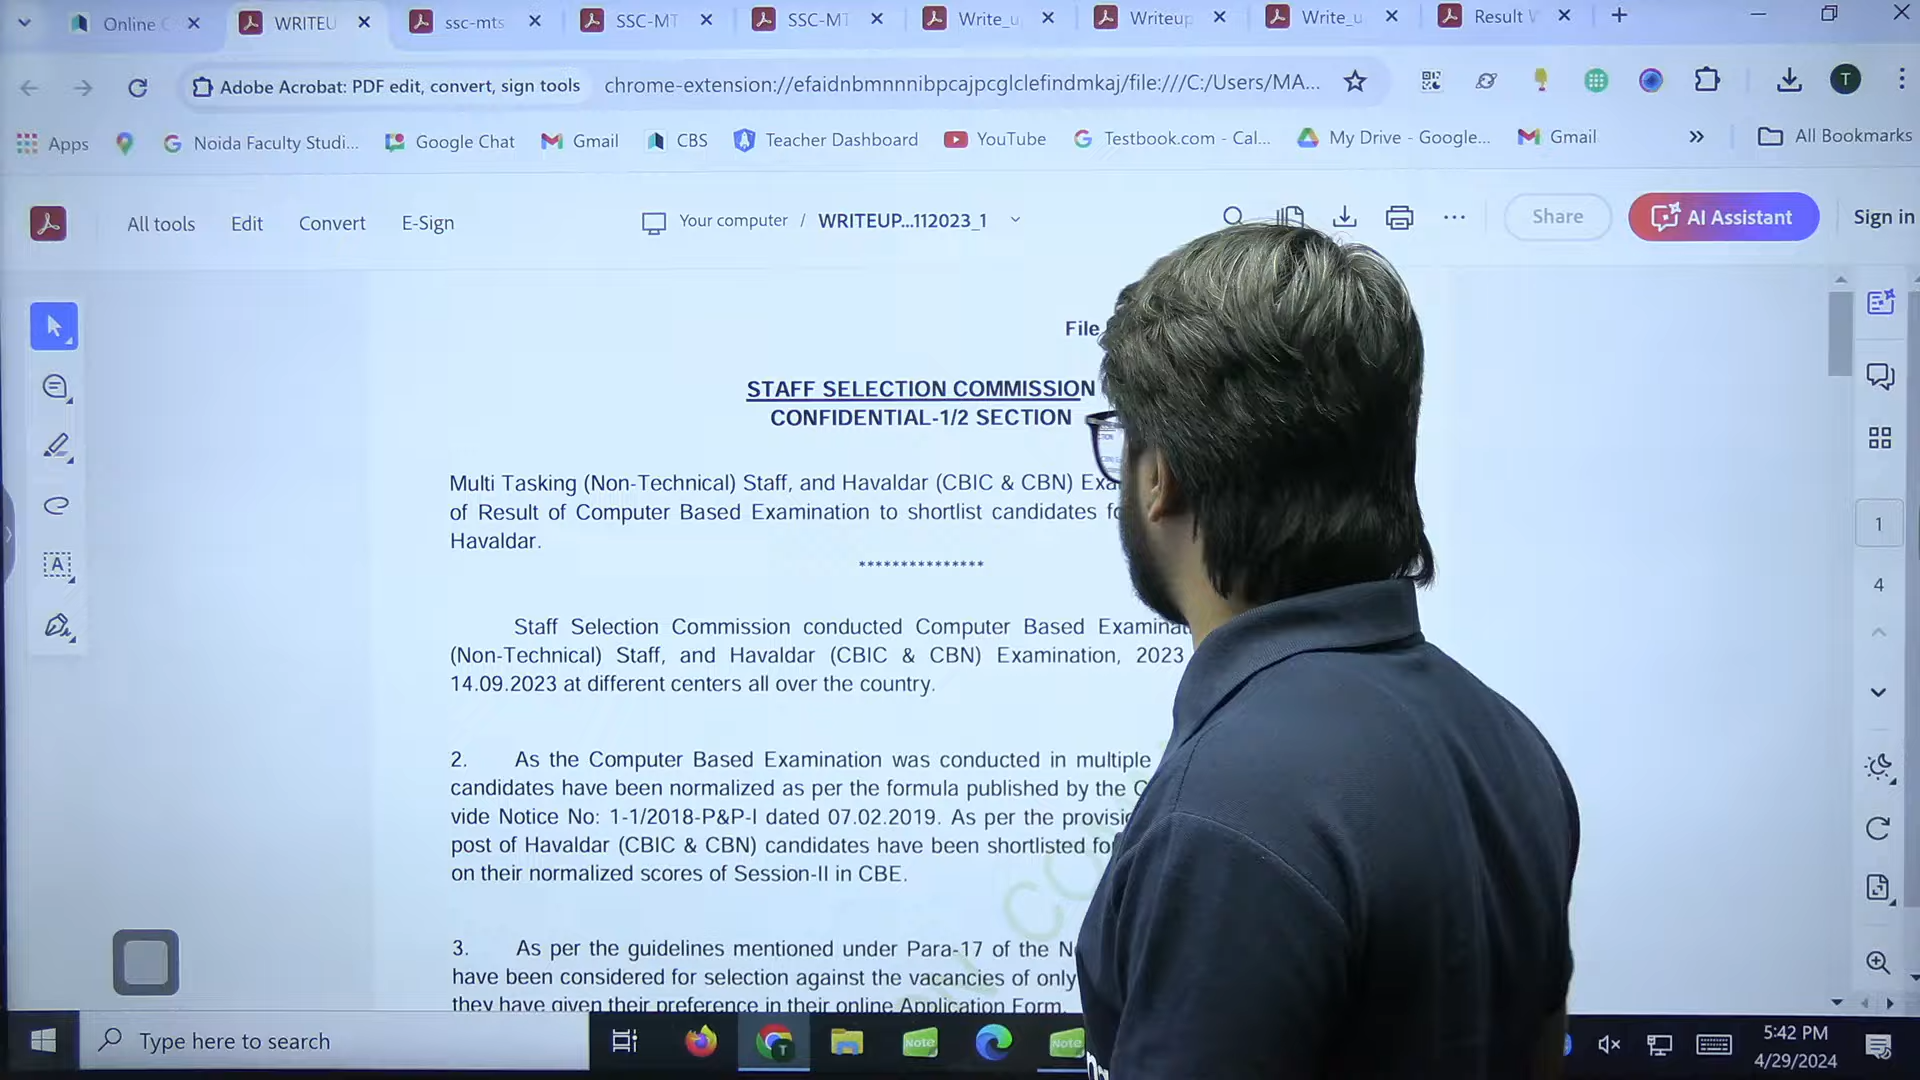 Online
WRITEU
ssc-mts
SSC-MT
SSC-MT
Write_u
Writeup
Write_u
Result
Adobe Acrobat: PDF edit, convert, sign tools
chrome-extension://efaidnbmnnnibpcajpcglclefindmkaj/file:///C:/Users/MA...
T
Apps
Noida Faculty Studi...
Google Chat
Gmail
CBS
Teacher Dashboard
YouTube
Testbook.com - Cal...
My Drive - Google...
Gmail
All Bookmarks
All tools
Edit
Convert
E-Sign
Your computer / WRITEUP...112023_1
Share
AI Assistant
Sign in
File
STAFF SELECTION COMMISSION
CONFIDENTIAL-1/2 SECTION
Multi Tasking (Non-Technical) Staff, and Havaldar (CBIC & CBN)
of Result of Computer Based Examination to shortlist candidates
Havaldar.
***************
Staff Selection Commission conducted Computer Based
(Non-Technical) Staff, and Havaldar (CBIC & CBN) Examination, 2023
14.09.2023 at different centers all over the country.
2. As the Computer Based Examination was conducted in multiple
candidates have been normalized as per the formula published by the
vide Notice No: 1-1/2018-P&P-I dated 07.02.2019. As per the
post of Havaldar (CBIC & CBN) candidates have been shortlisted
on their normalized scores of Session-II in CBE.
3. As per the guidelines mentioned under Para-17 of the
have been considered for selection against the vacancies of only
they have given their preference in their online Application Form.
1
4
Type here to search
T
Note
Note
5:42 PM
4/29/2024